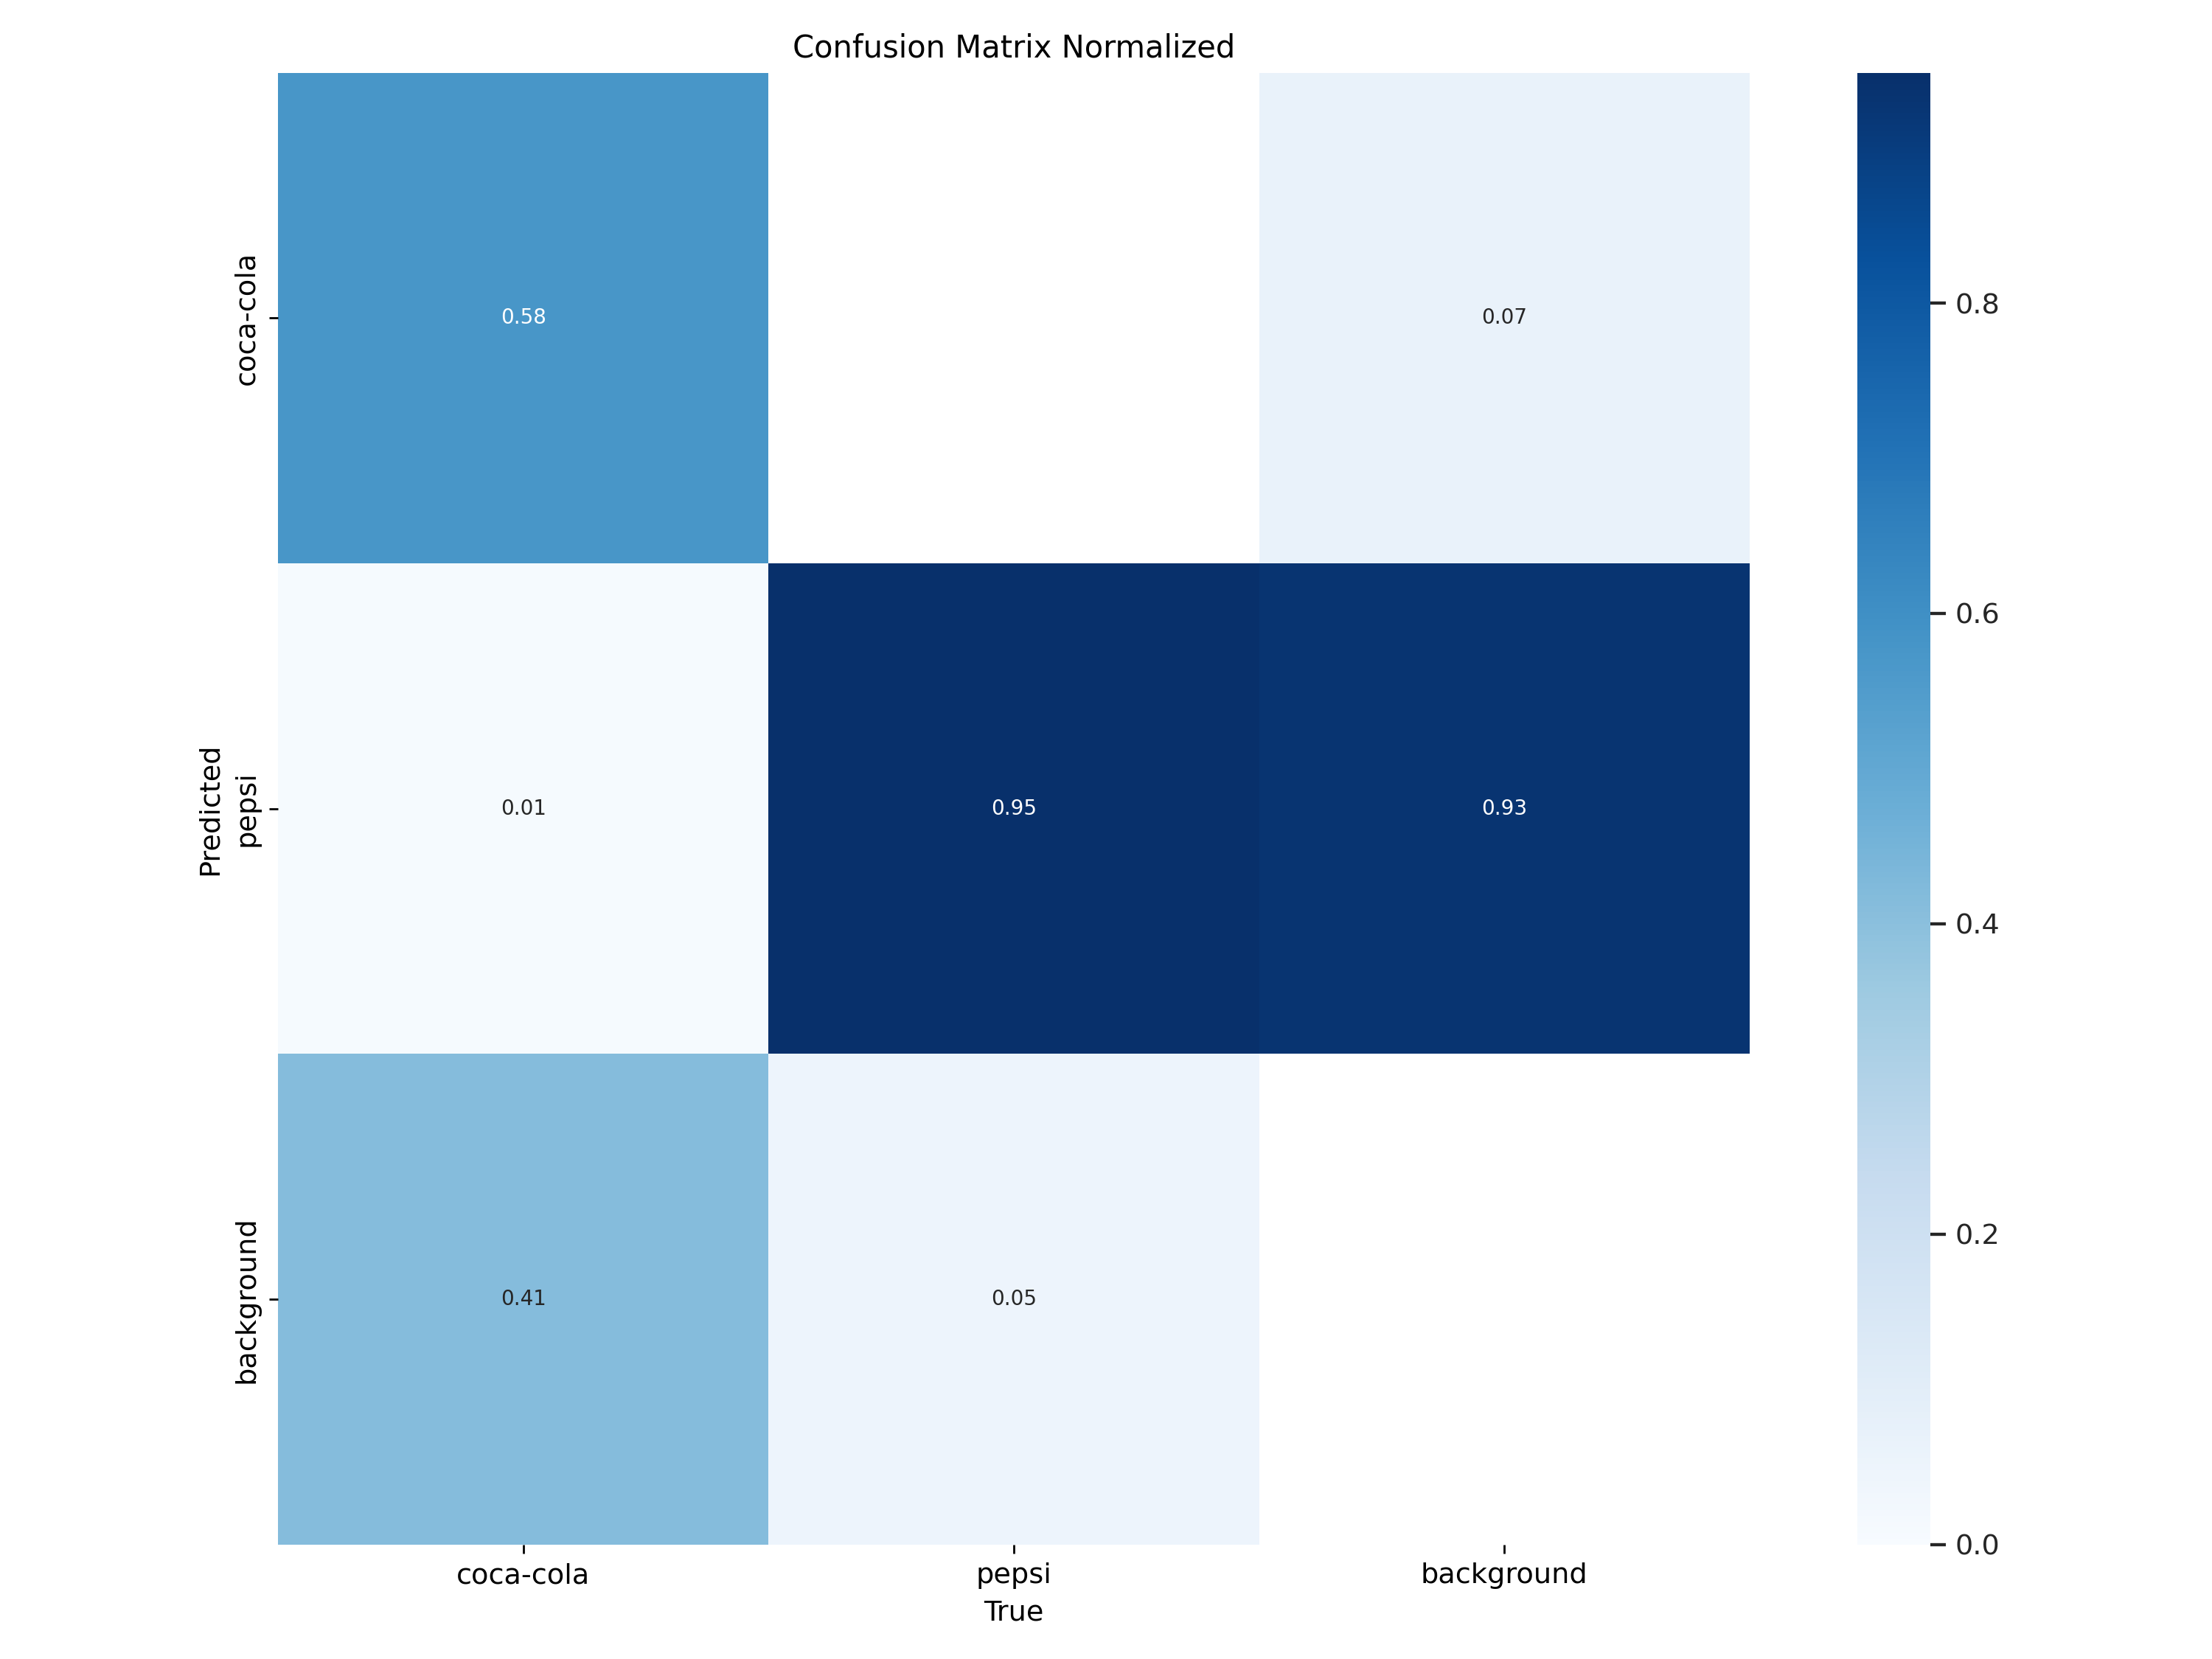 Confusion Matrix Normalized
coca-cola
0.58
0.07
0.8
0.6
Predicted
pepsi
0.01
0.95
0.93
0.4
background
0.41
0.05
0.2
0.0
coca-cola
pepsi
background
True